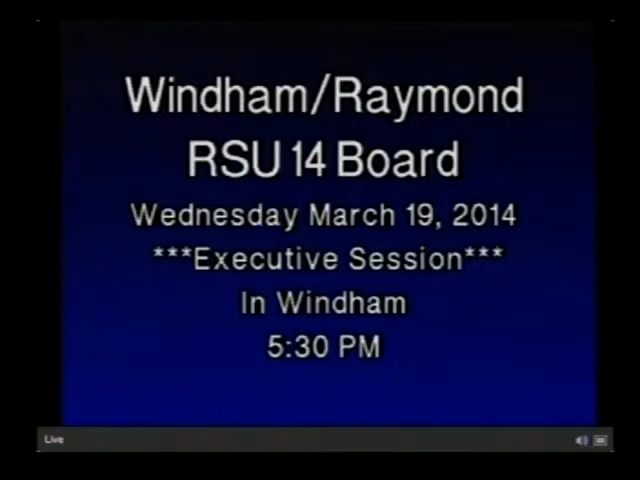 Windham/Raymond
RSU 14 Board
Wednesday March 19, 2014
***Executive Session***
In Windham
5:30 PM
Live